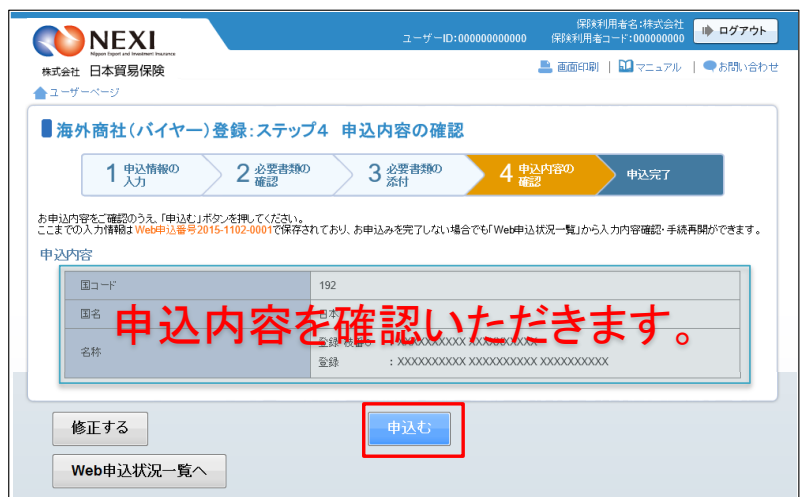 NEXI
Nippon Export and Investment Insurance
株式会社 日本貿易保険
ユーザーID:000000000000
保険利用者名:株式会社
保険利用者コード:000000000
ログアウト
画面印刷 | マニュアル | お問い合わせ
ユーザーページ
海外商社(バイヤー)登録:ステップ4 申込内容の確認
1 申込情報の入力
2 必要書類の確認
3 必要書類の添付
4 申込内容の確認
申込完了
お申込内容をご確認のうえ、「申込む」ボタンを押してください。
ここまでの入力情報はWeb申込番号2015-1102-0001で保存されており、お申込みを完了しない場合でも「Web申込状況一覧」から入力内容確認・手続再開ができます。
申込内容
国コード 192
国名 日本
申込内容を確認いただきます。
名称
登録 : XXXXXXXXXX XXXXXXXXXX XXXXXXXXXX
修正する
申込む
Web申込状況一覧へ